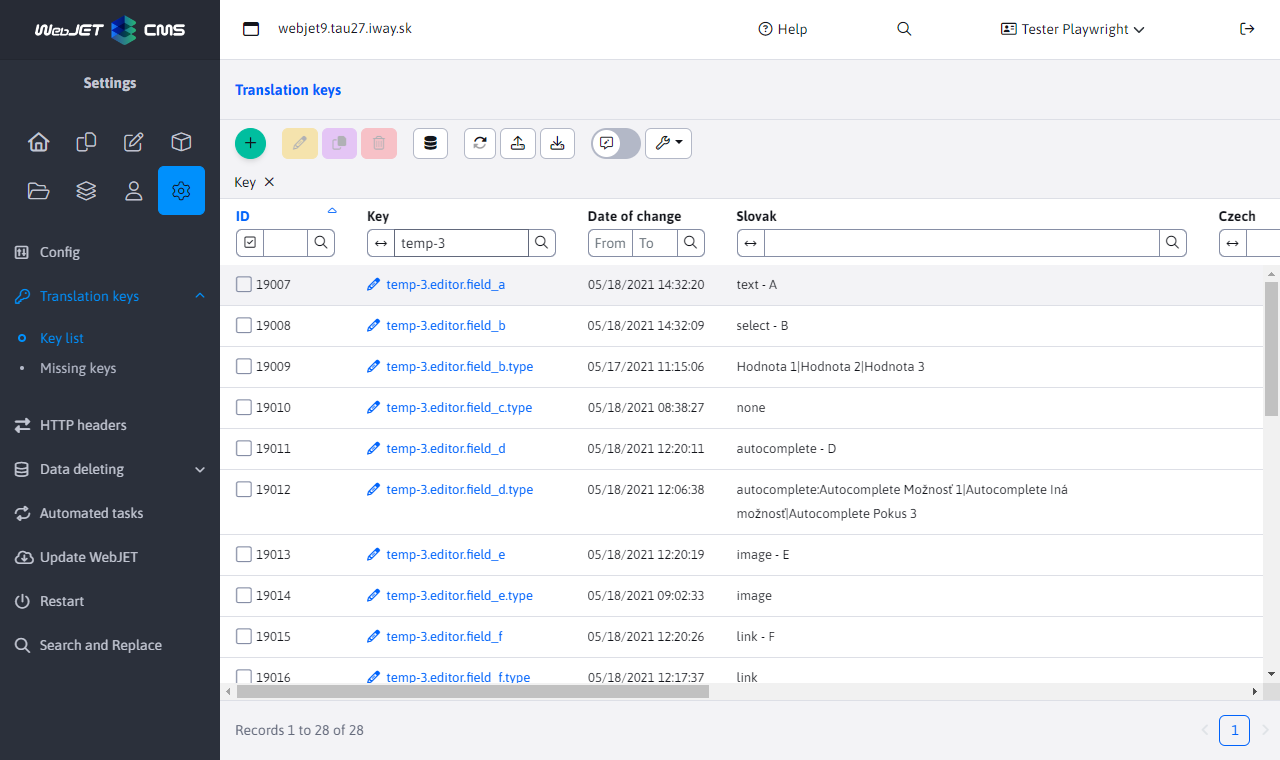 WebJET CMS
webjet9.tau27.iway.sk
Help
Tester Playwright
Settings
Translation keys
Key
Config
Translation keys
Key list
Missing keys
HTTP headers
Data deleting
Automated tasks
Update WebJET
Restart
Search and Replace
ID Key Date of change Slovak Czech
temp-3 From To
19007 temp-3.editor.field_a 05/18/2021 14:32:20 text - A
19008 temp-3.editor.field_b 05/18/2021 14:32:09 select - B
19009 temp-3.editor.field_b.type 05/17/2021 11:15:06 Hodnota 1|Hodnota 2|Hodnota 3
19010 temp-3.editor.field_c.type 05/18/2021 08:38:27 none
19011 temp-3.editor.field_d 05/18/2021 12:20:11 autocomplete - D
19012 temp-3.editor.field_d.type 05/18/2021 12:06:38 autocomplete:Autocomplete Možnosť 1|Autocomplete Iná
možnosť|Autocomplete Pokus 3
19013 temp-3.editor.field_e 05/18/2021 12:20:19 image - E
19014 temp-3.editor.field_e.type 05/18/2021 09:02:33 image
19015 temp-3.editor.field_f 05/18/2021 12:20:26 link - F
19016 temp-3.editor.field_f.type 05/18/2021 12:17:37 link
Records 1 to 28 of 28
1